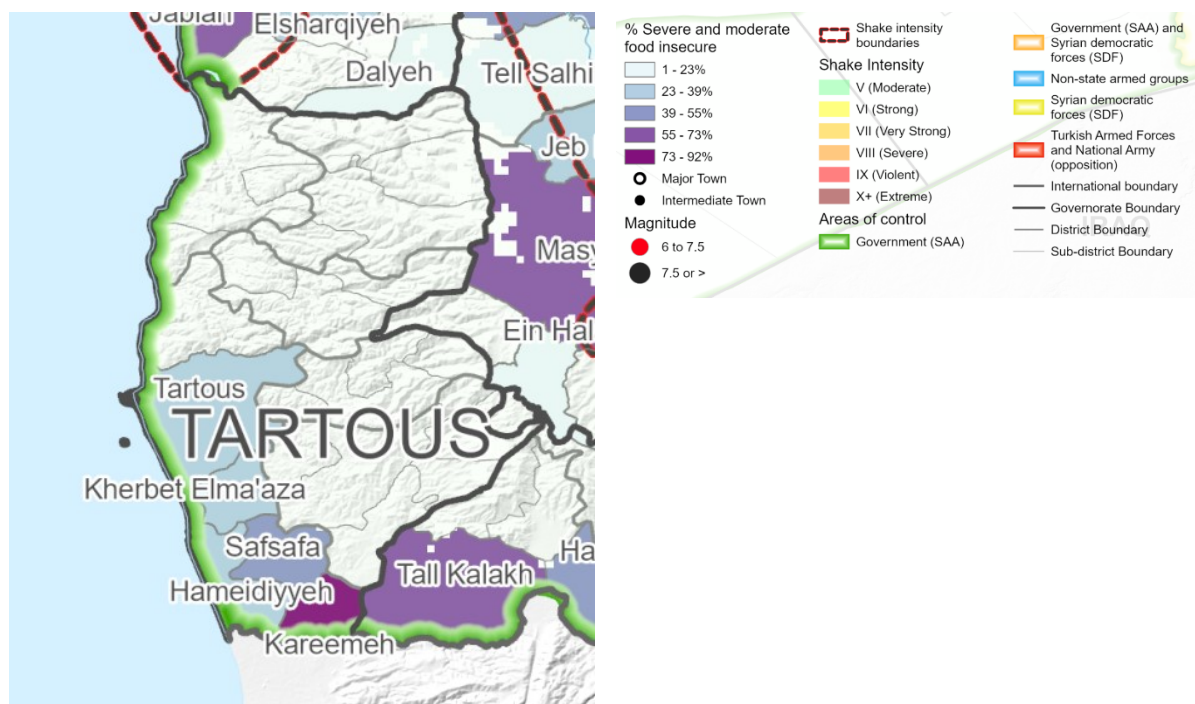 Jablah
Elsharqiyeh
Dalyeh
Tell Salhi
Jeb
Masy
Ein Hal
Tartous
TARTOUS
Kherbet Elma'aza
Safsafa
Ha
Tall Kalakh
Hameidiyyeh
Kareemeh
% Severe and moderate
food insecure
1 - 23%
23 - 39%
39 - 55%
55 - 73%
73 - 92%
Major Town
Intermediate Town
Magnitude
6 to 7.5
7.5 or >
Shake intensity
boundaries
Shake Intensity
V (Moderate)
VI (Strong)
VII (Very Strong)
VIII (Severe)
IX (Violent)
X+ (Extreme)
Areas of control
Government (SAA)
Government (SAA) and
Syrian democratic
forces (SDF)
Non-state armed groups
Syrian democratic
forces (SDF)
Turkish Armed Forces
and National Army
(opposition)
International boundary
Governorate Boundary
District Boundary
Sub-district Boundary
IRAQ